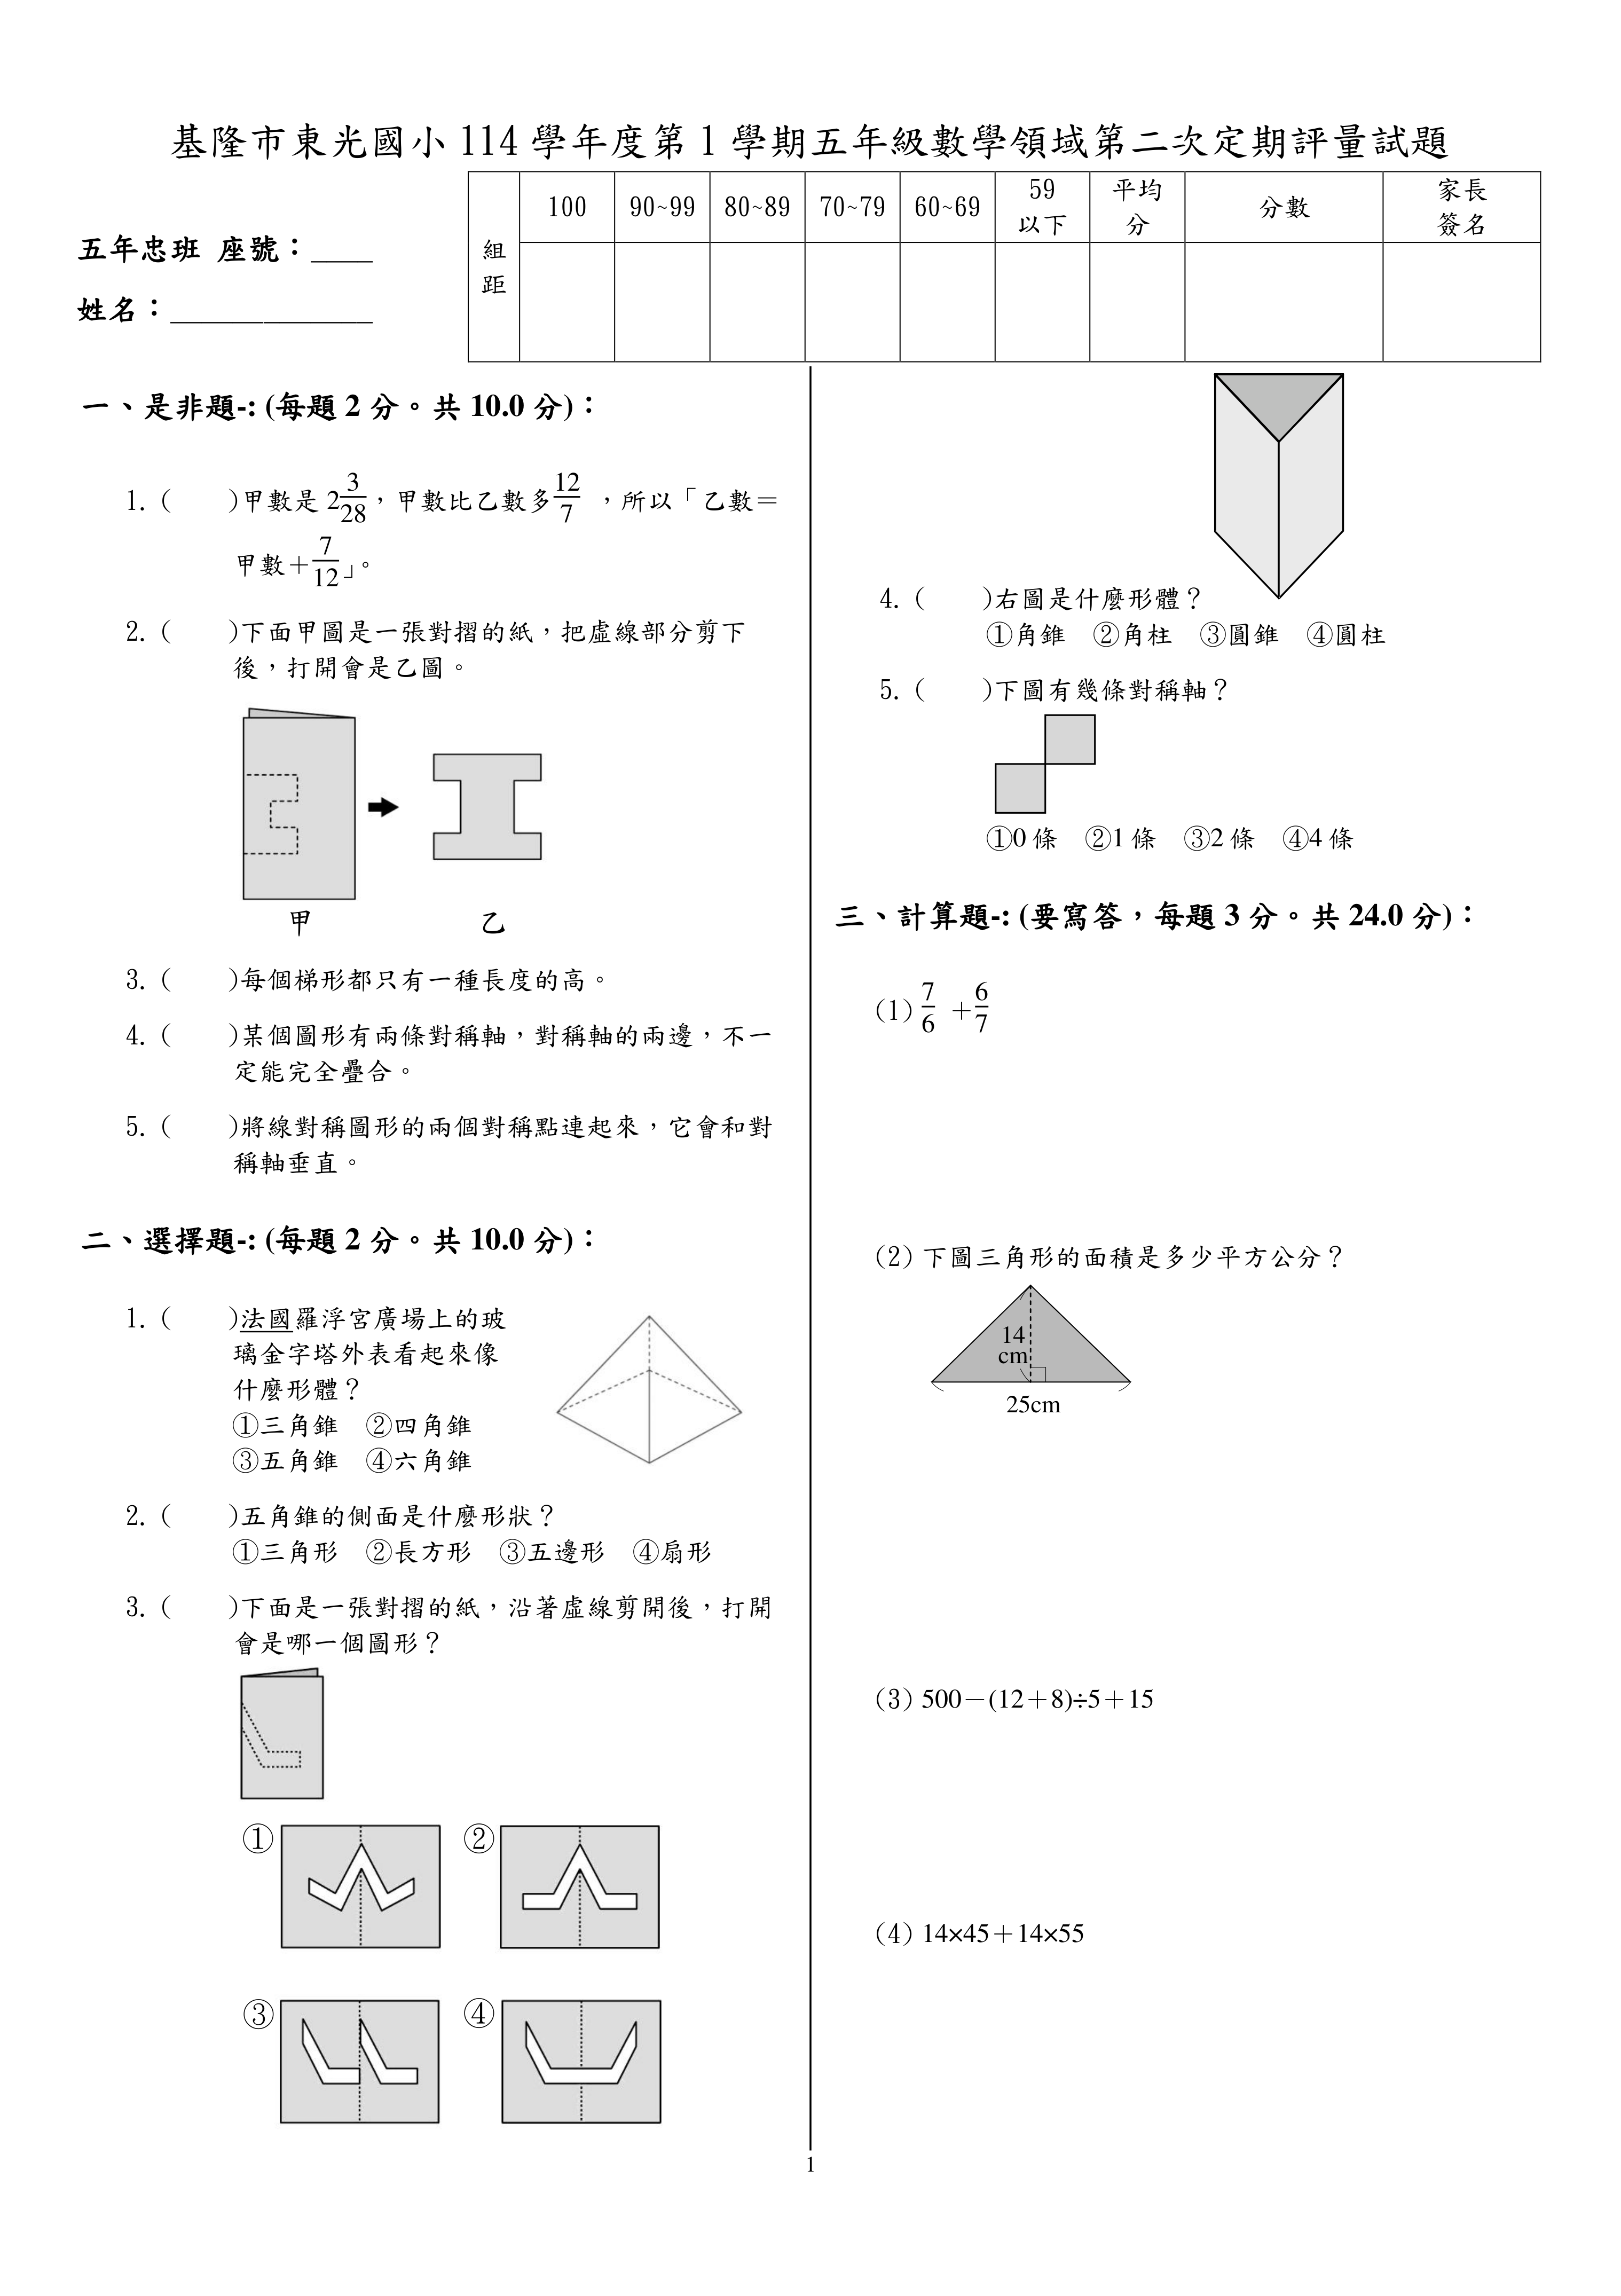 基隆市東光國小 114 學年度第 1 學期五年級數學領域第二次定期評量試題
五年忠班 座號：____
姓名：_____________
組距 100 90~99 80~89 70~79 60~69 59以下 平均分 分數 家長簽名
一、是非題-: (每題 2 分。共 10.0 分)：
1. (　　)甲數是 2 3/28，甲數比乙數多 12/7 ，所以「乙數＝
甲數＋7/12」。
2. (　　)下面甲圖是一張對摺的紙，把虛線部分剪下
後，打開會是乙圖。
甲 乙
3. (　　)每個梯形都只有一種長度的高。
4. (　　)某個圖形有兩條對稱軸，對稱軸的兩邊，不一
定能完全疊合。
5. (　　)將線對稱圖形的兩個對稱點連起來，它會和對
稱軸垂直。
二、選擇題-: (每題 2 分。共 10.0 分)：
1. (　　)法國羅浮宮廣場上的玻
璃金字塔外表看起來像
什麼形體？
①三角錐　②四角錐
③五角錐　④六角錐
2. (　　)五角錐的側面是什麼形狀？
①三角形　②長方形　③五邊形　④扇形
3. (　　)下面是一張對摺的紙，沿著虛線剪開後，打開
會是哪一個圖形？
① ②
③ ④
4. (　　)右圖是什麼形體？
①角錐　②角柱　③圓錐　④圓柱
5. (　　)下圖有幾條對稱軸？
①0 條　②1 條　③2 條　④4 條
三、計算題-: (要寫答，每題 3 分。共 24.0 分)：
(1) 7/6 ＋6/7
(2) 下圖三角形的面積是多少平方公分？
14
cm
25cm
(3) 500－(12＋8)÷5＋15
(4) 14×45＋14×55
1